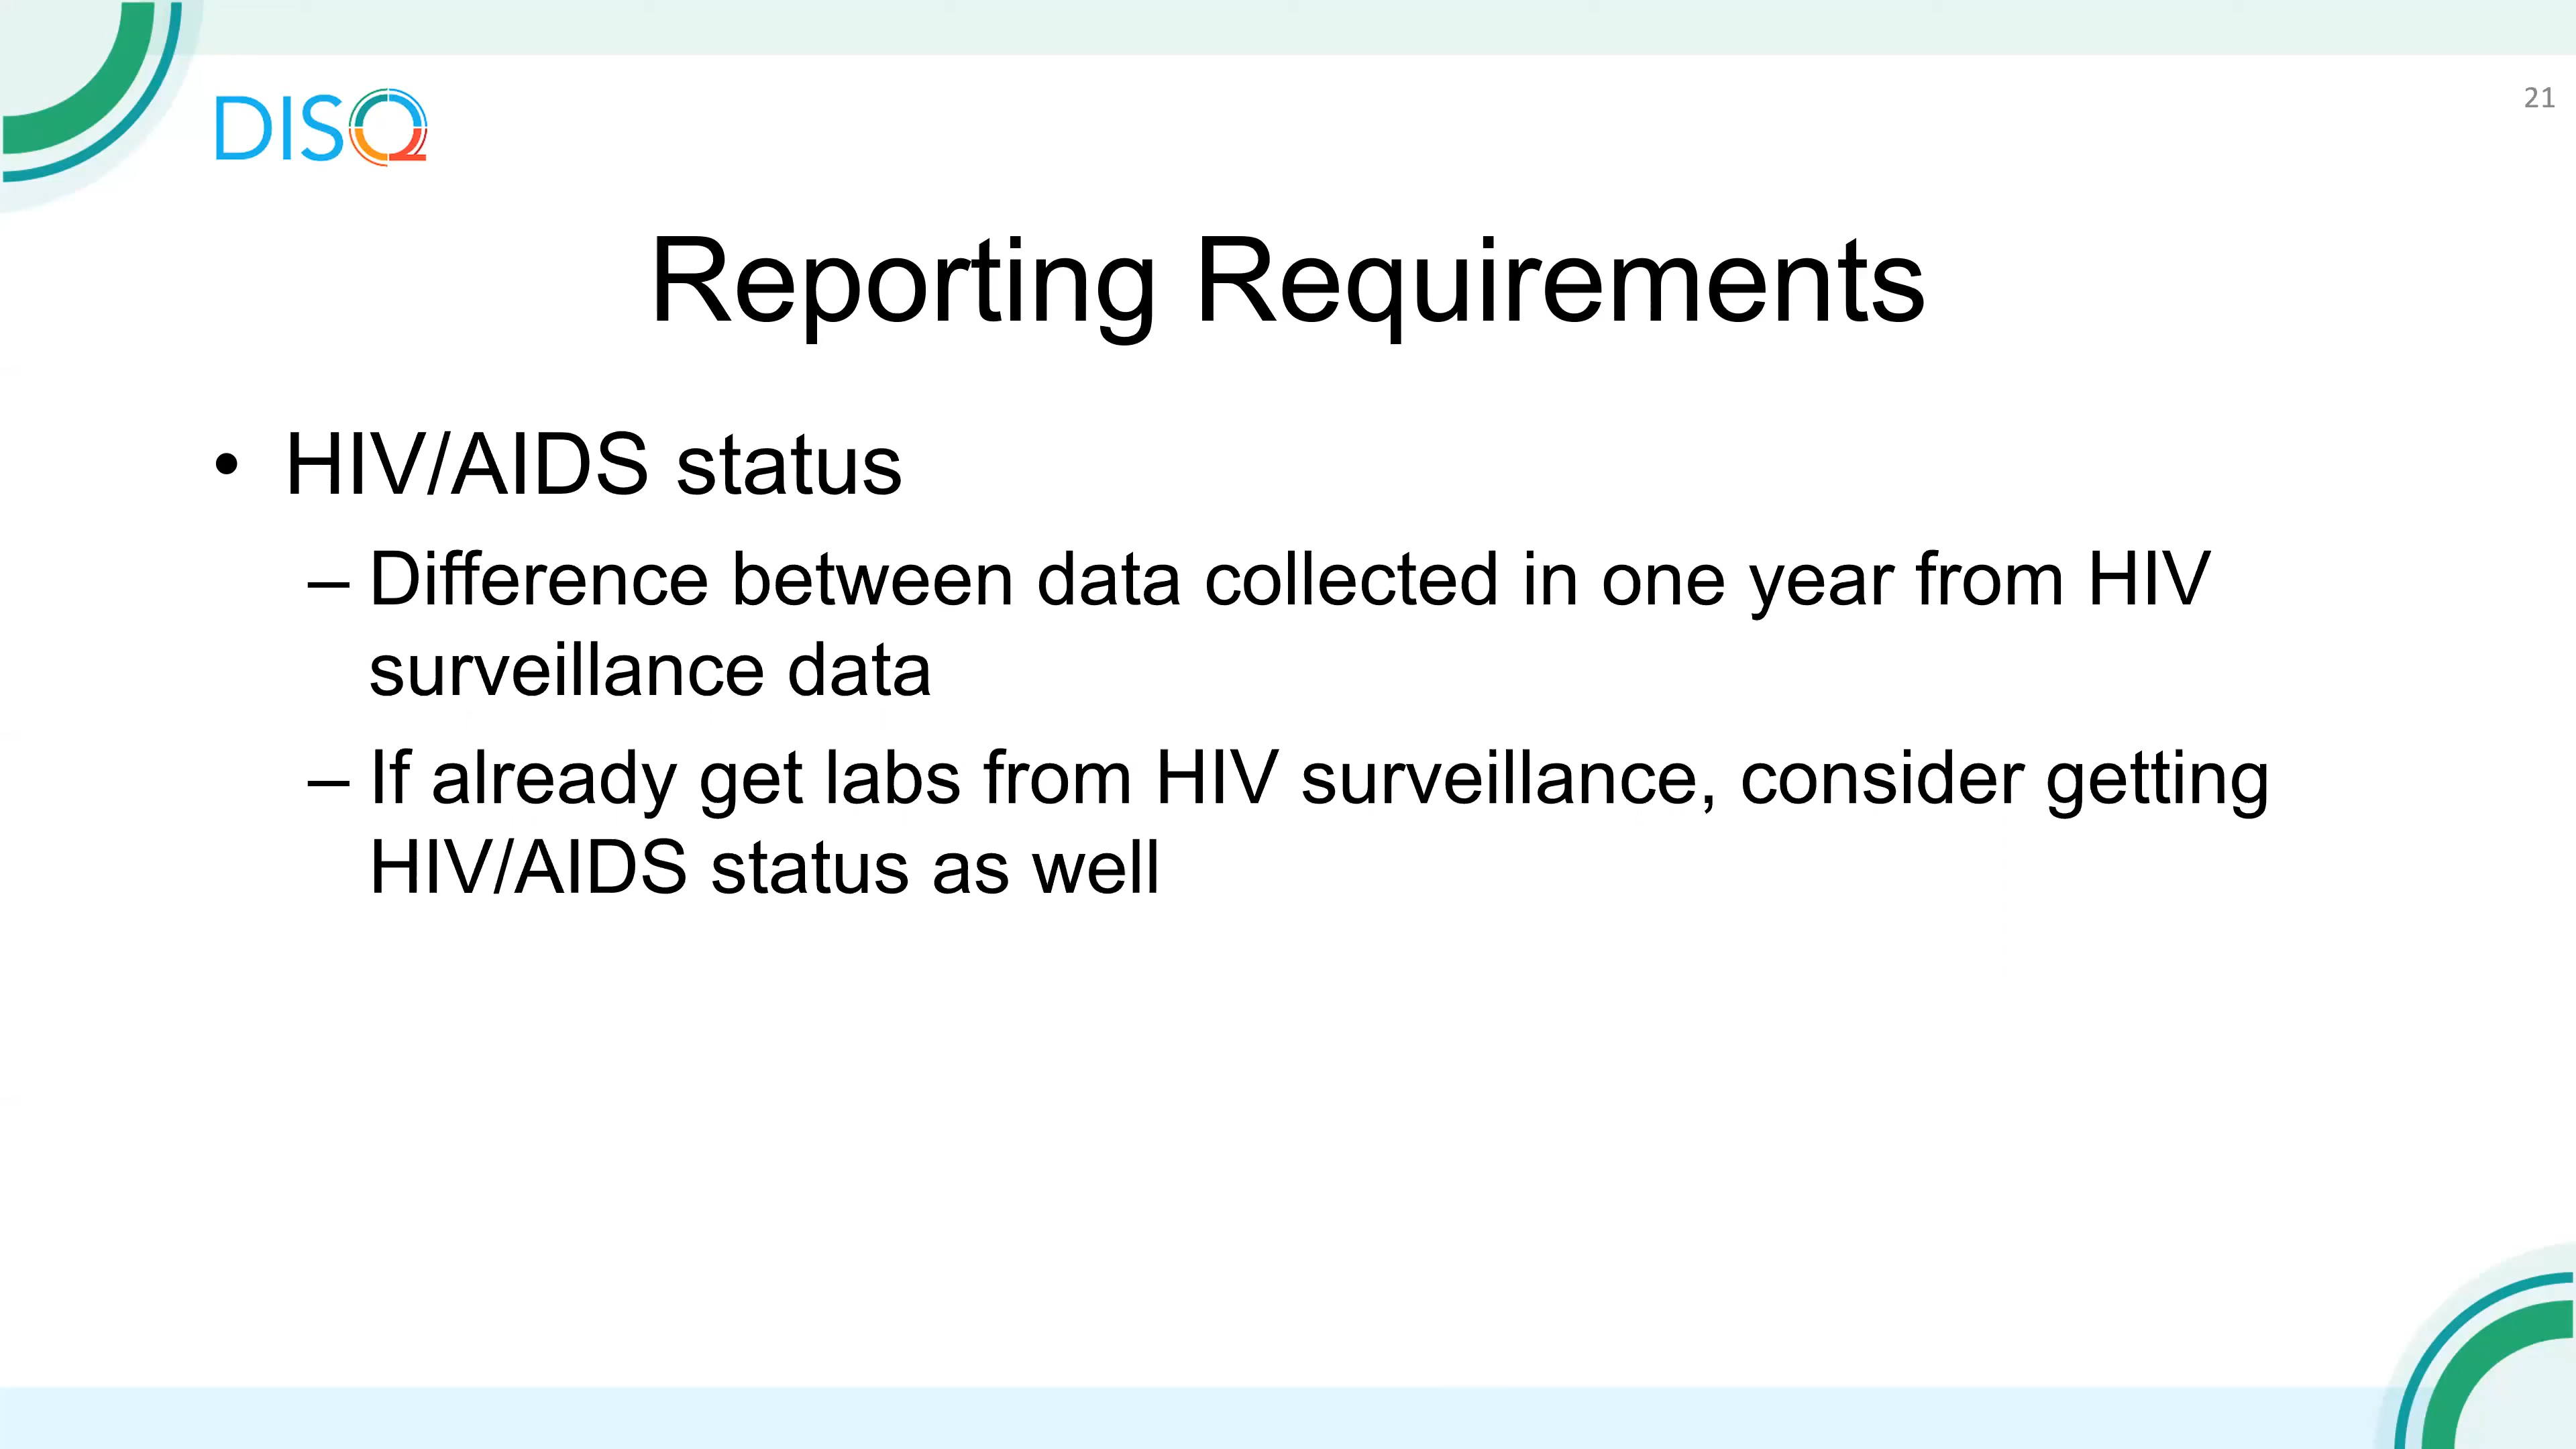 DISQ
21
Reporting Requirements
• HIV/AIDS status
– Difference between data collected in one year from HIV
surveillance data
– If already get labs from HIV surveillance, consider getting
HIV/AIDS status as well